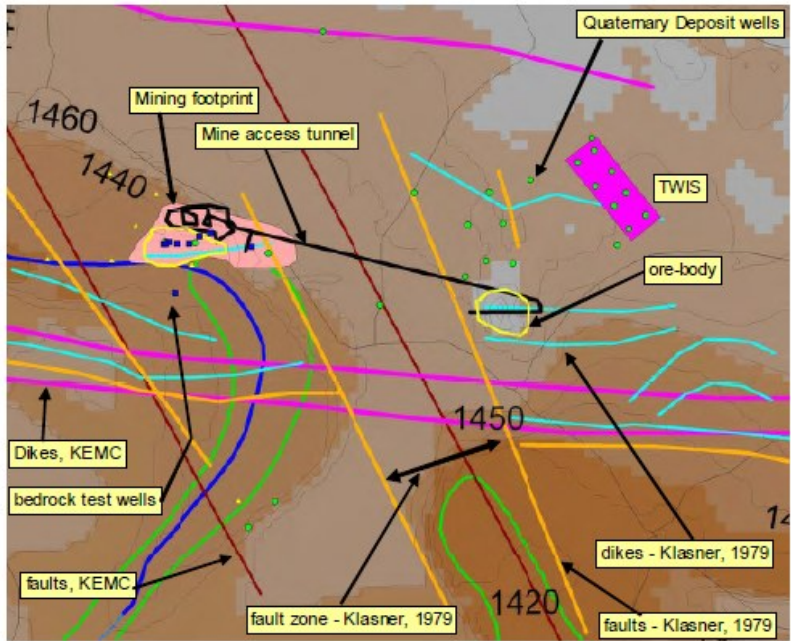 Quaternary Deposit wells
Mining footprint
1460
Mine access tunnel
1440
TWIS
ore-body
1450
Dikes, KEMC
bedrock test wells
14
dikes - Klasner, 1979
faults, KEMC
1420
fault zone - Klasner, 1979
faults - Klasner, 1979